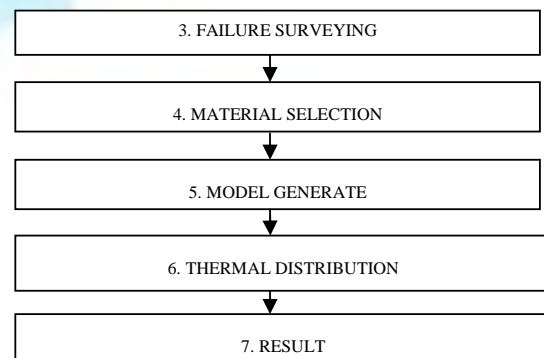 3. FAILURE SURVEYING
4. MATERIAL SELECTION
5. MODEL GENERATE
6. THERMAL DISTRIBUTION
7. RESULT